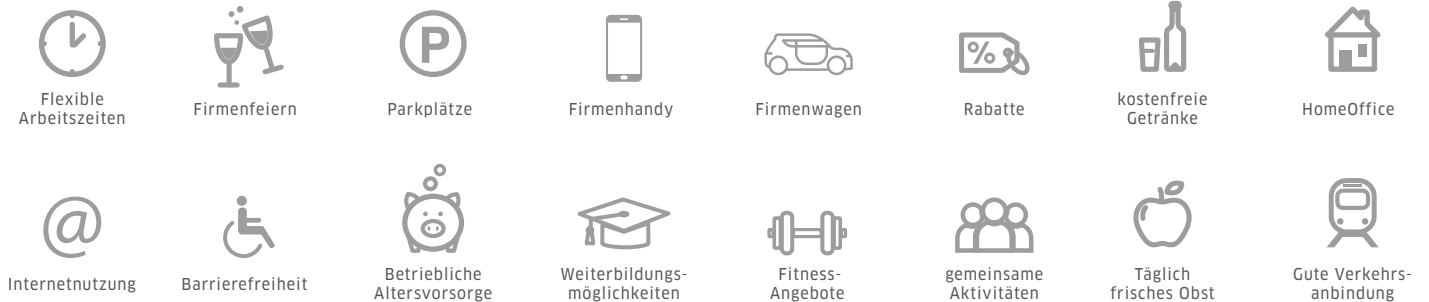 Flexible
Arbeitszeiten
Firmenfeiern
P
Parkplätze
Firmenhandy
Firmenwagen
%
Rabatte
kostenfreie
Getränke
HomeOffice
@
Internetnutzung
Barrierefreiheit
Betriebliche
Altersvorsorge
Weiterbildungs-
möglichkeiten
Fitness-
Angebote
gemeinsame
Aktivitäten
Täglich
frisches Obst
Gute Verkehrs-
anbindung